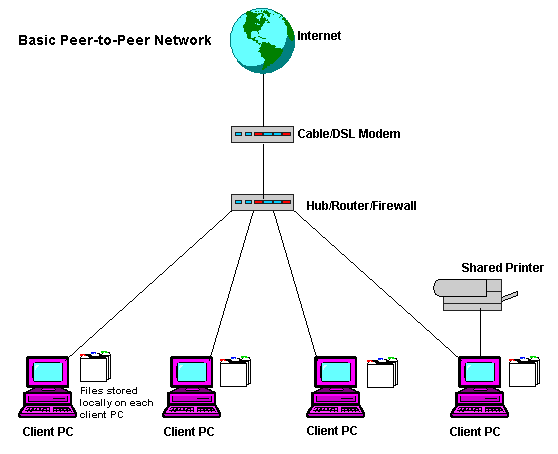 Basic Peer-to-Peer Network
Internet
Cable/DSL Modem
Hub/Router/Firewall
Shared Printer
Files stored
locally on each
client PC
Client PC
Client PC
Client PC
Client PC